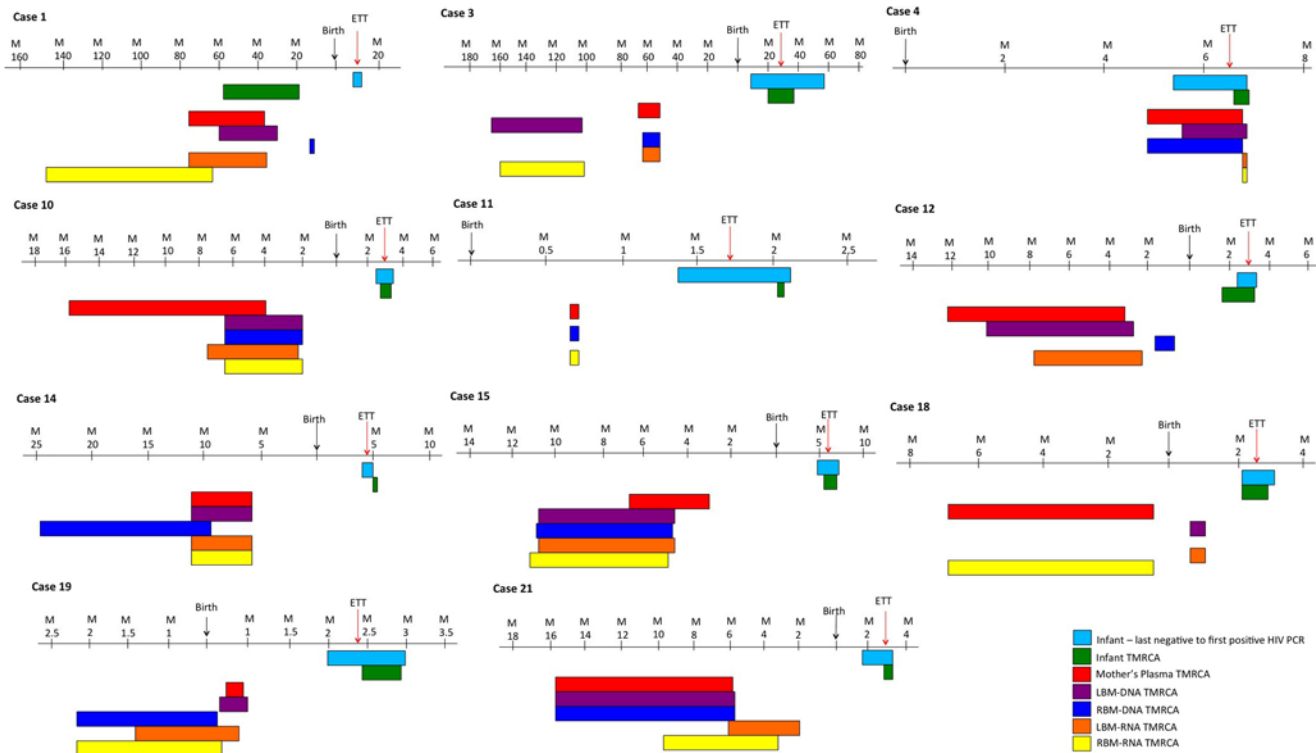 Case 1
Birth ETT
M M M M M M M M M
160 140 120 100 80 60 40 20 20
Case 3
Birth ETT
M M M M M M M M M M M M M
180 160 140 120 100 80 60 40 20 20 40 60 80
Case 4
Birth ETT
M M M M
2 4 6 8
Case 10
Birth ETT
M M M M M M M M M M M M
18 16 14 12 10 8 6 4 2 2 4 6
Case 11
Birth ETT
M M M M M
0.5 1 1.5 2 2.5
Case 12
Birth ETT
M M M M M M M M M M
14 12 10 8 6 4 2 2 4 6
Case 14
Birth ETT
M M M M M M M
25 20 15 10 5 5 10
Case 15
Birth ETT
M M M M M M M M M
14 12 10 8 6 4 2 5 10
Case 18
Birth ETT
M M M M M M
8 6 4 2 2 4
Case 19
Birth ETT
M M M M M M M M M M
2.5 2 1.5 1 1 1.5 2 2.5 3 3.5
Case 21
Birth ETT
M M M M M M M M M M M
18 16 14 12 10 8 6 4 2 2 4
Infant – last negative to first positive HIV PCR
Infant TMRCA
Mother's Plasma TMRCA
LBM-DNA TMRCA
RBM-DNA TMRCA
LBM-RNA TMRCA
RBM-RNA TMRCA